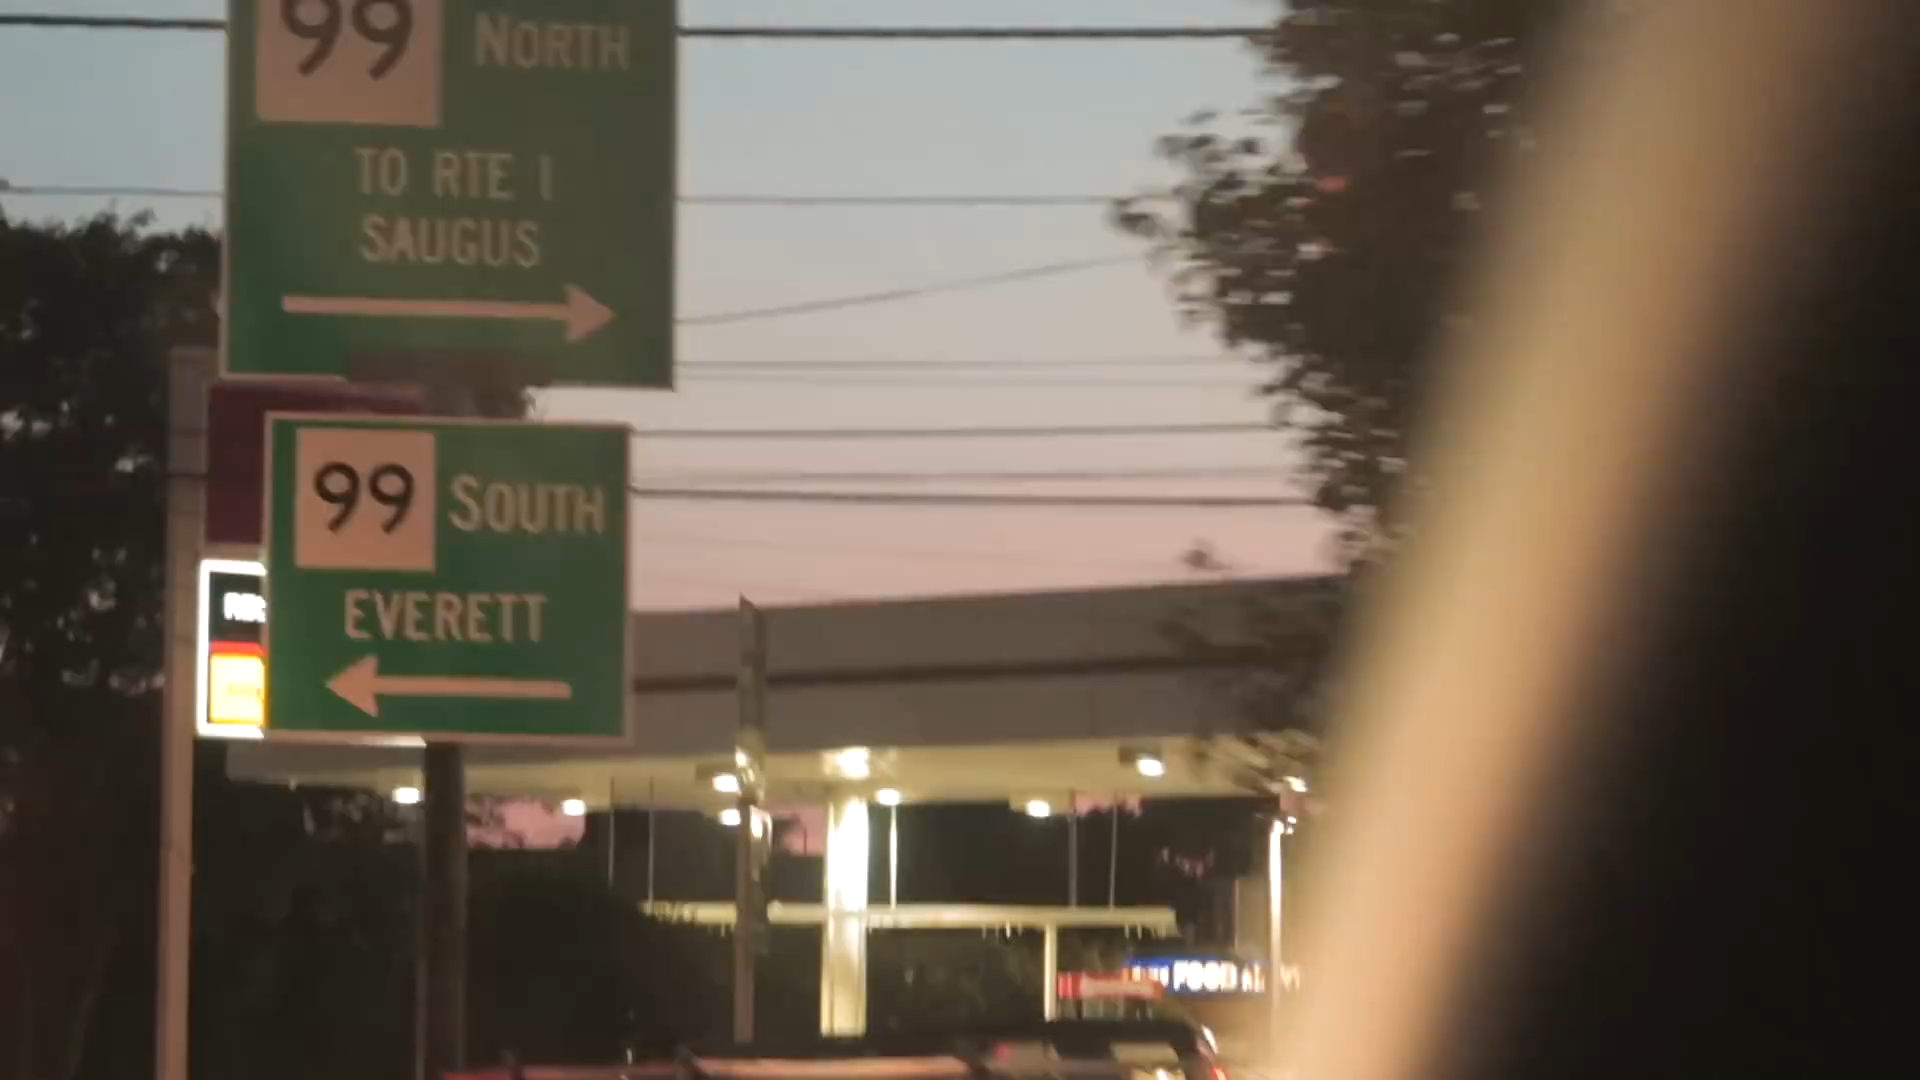 99 NORTH
TO RTE 1
SAUGUS
99 SOUTH
EVERETT
FOOD